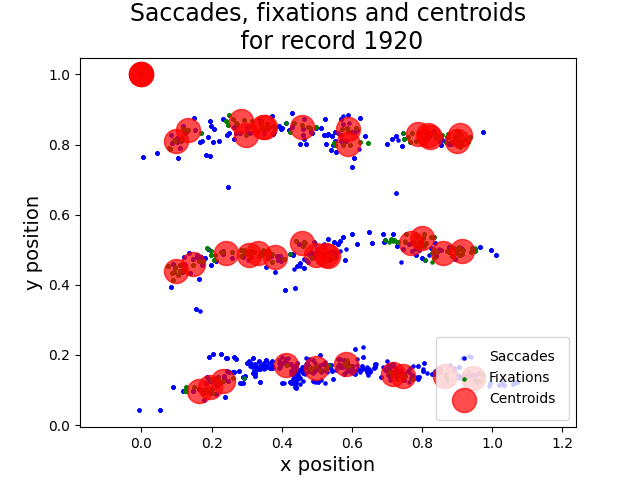 Saccades, fixations and centroids
for record 1920
1.0
0.8
0.6
0.4
0.2
0.0
y position
Saccades
Fixations
Centroids
0.0 0.2 0.4 0.6 0.8 1.0 1.2
x position